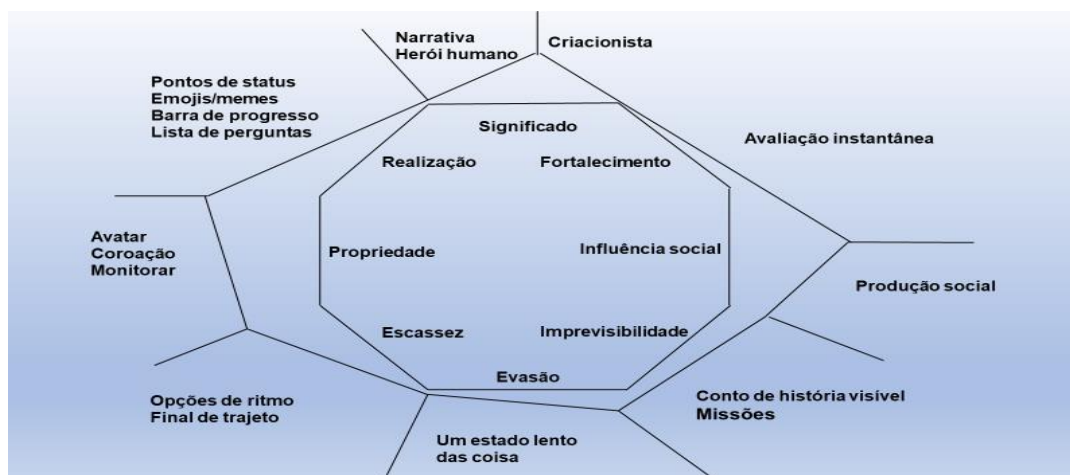 Narrativa
Herói humano
Criacionista
Pontos de status
Emojis/memes
Barra de progresso
Lista de perguntas
Significado
Avaliação instantânea
Realização
Fortalecimento
Avatar
Coroação
Monitorar
Propriedade
Influência social
Produção social
Escassez
Imprevisibilidade
Evasão
Opções de ritmo
Final de trajeto
Conto de história visível
Missões
Um estado lento
das coisa